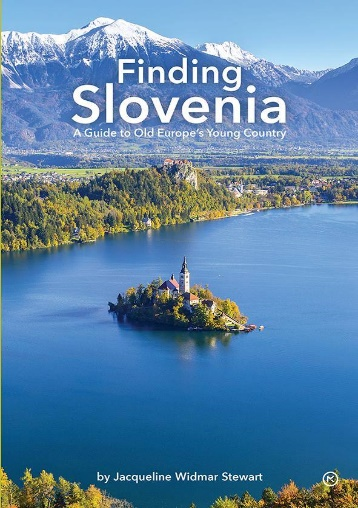 Finding
Slovenia
A Guide to Old Europe's Young Country
by Jacqueline Widmar Stewart